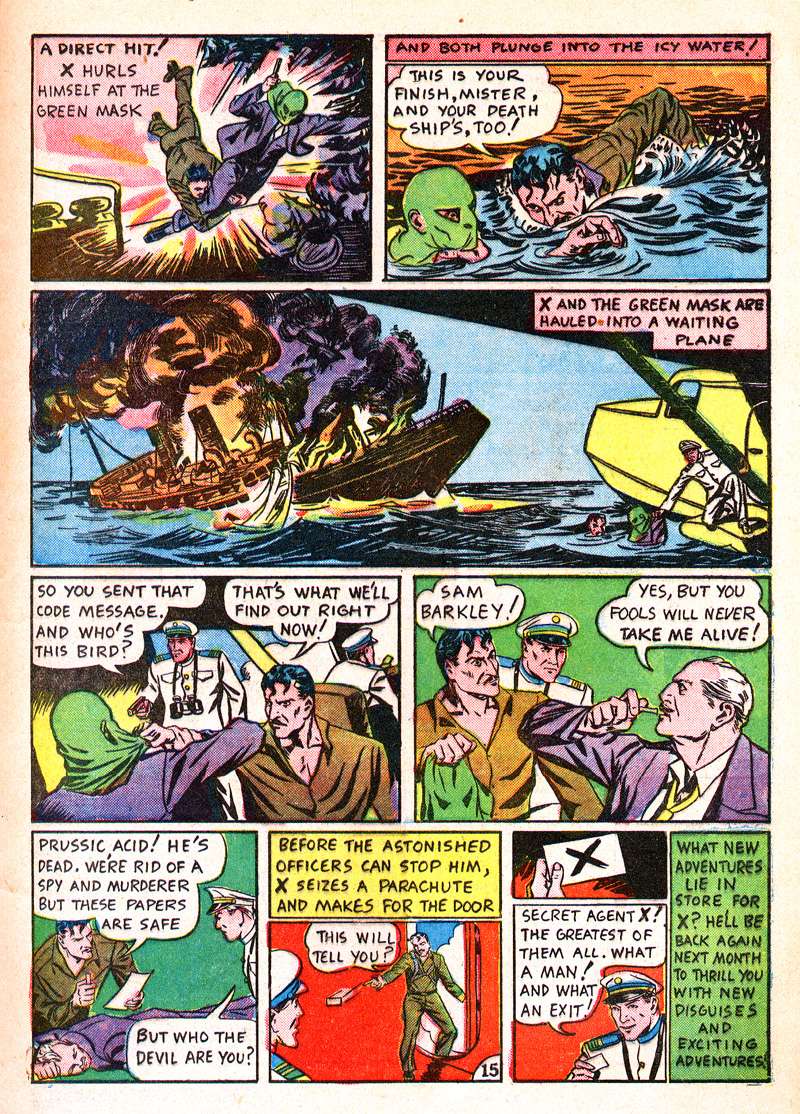 A DIRECT HIT!
X HURLS
HIMSELF AT THE
GREEN MASK
AND BOTH PLUNGE INTO THE ICY WATER!
THIS IS YOUR
FINISH, MISTER,
AND YOUR DEATH
SHIP'S, TOO!
X AND THE GREEN MASK ARE
HAULED INTO A WAITING
PLANE
SO YOU SENT THAT
CODE MESSAGE.
AND WHO'S
THIS BIRD?
THAT'S WHAT WE'LL
FIND OUT RIGHT
NOW!
SAM
BARKLEY!
YES, BUT YOU
FOOLS WILL NEVER
TAKE ME ALIVE!
PRUSSIC ACID! HE'S
DEAD. WE'RE RID OF A
SPY AND MURDERER
BUT THESE PAPERS
ARE SAFE
BUT WHO THE
DEVIL ARE YOU?
BEFORE THE ASTONISHED
OFFICERS CAN STOP HIM,
X SEIZES A PARACHUTE
AND MAKES FOR THE DOOR
THIS WILL
TELL YOU?
15
X
SECRET AGENT X!
THE GREATEST OF
THEM ALL. WHAT
A MAN!
AND WHAT
AN EXIT!
WHAT NEW
ADVENTURES
LIE IN
STORE FOR
X? HE'LL BE
BACK AGAIN
NEXT MONTH
TO THRILL YOU
WITH NEW
DISGUISES
AND
EXCITING
ADVENTURES!